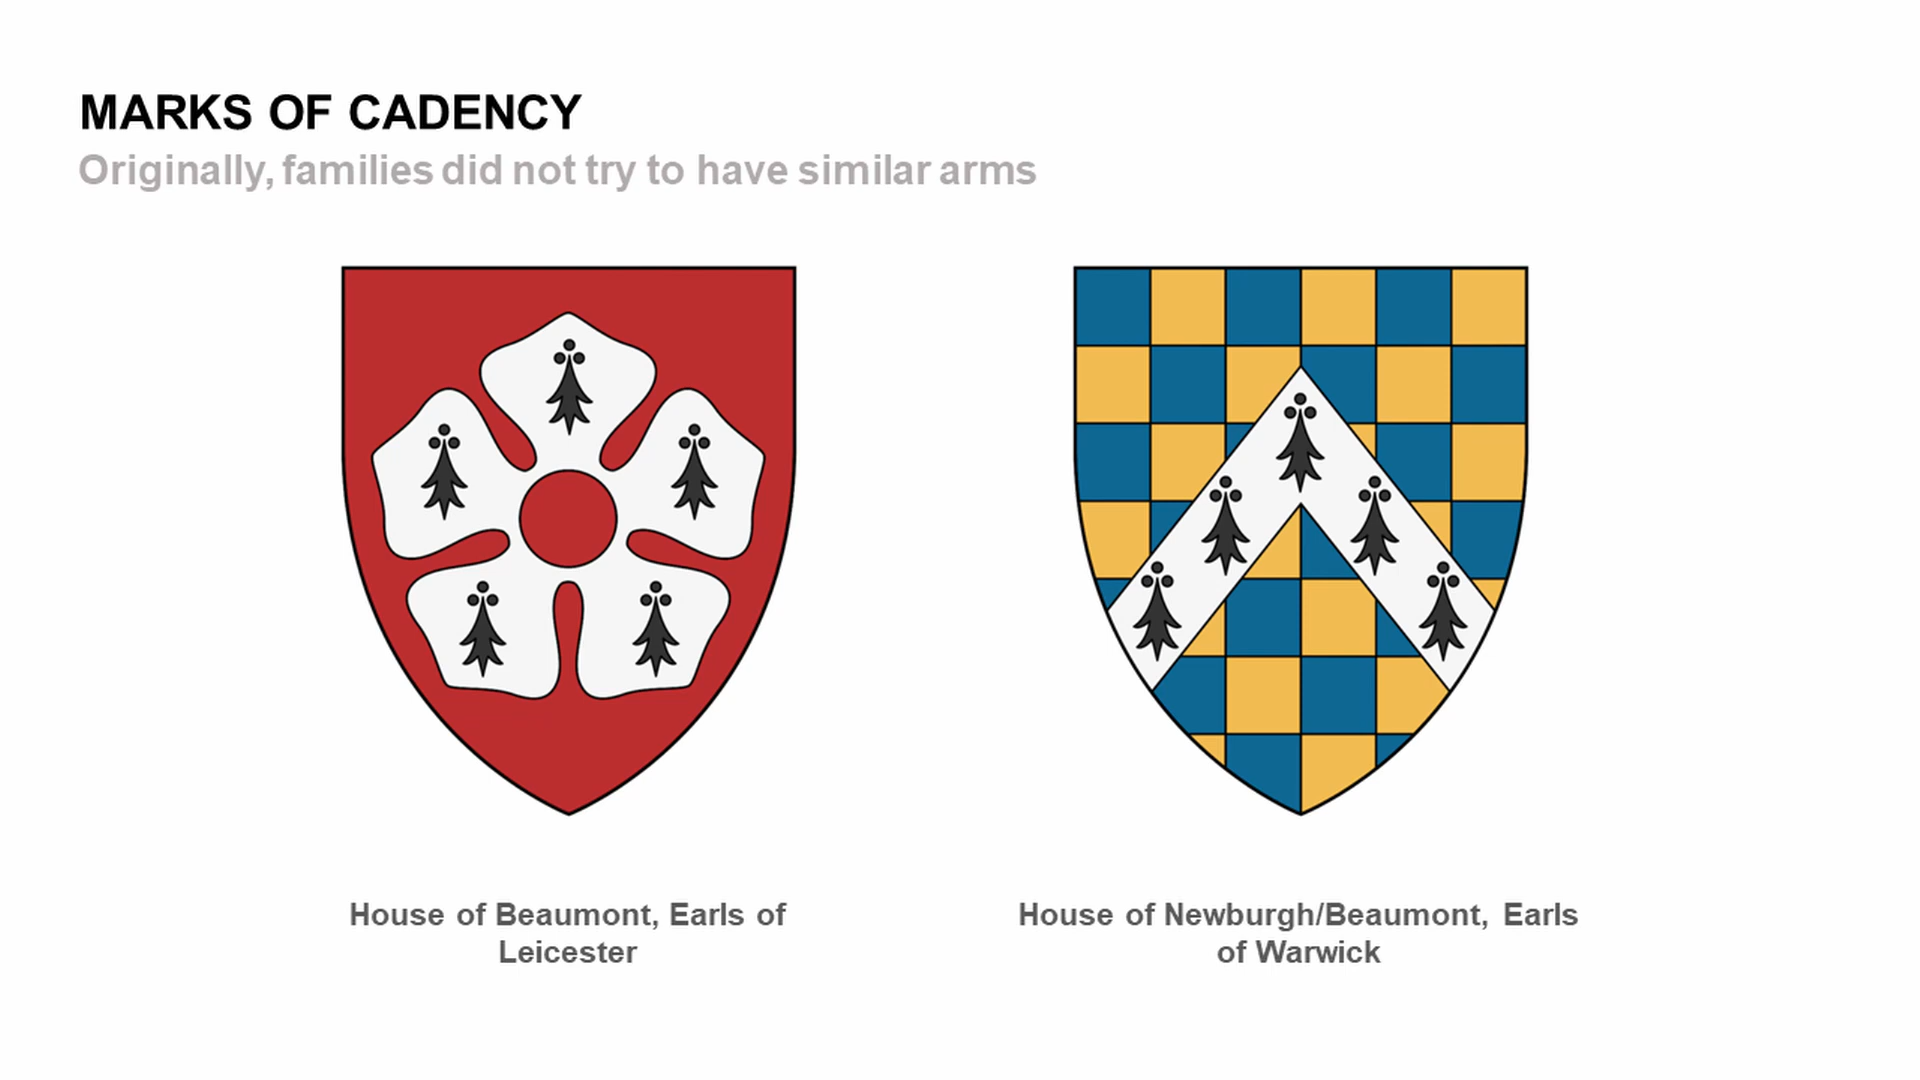 MARKS OF CADENCY
Originally, families did not try to have similar arms
House of Beaumont, Earls of
Leicester
House of Newburgh/Beaumont, Earls
of Warwick